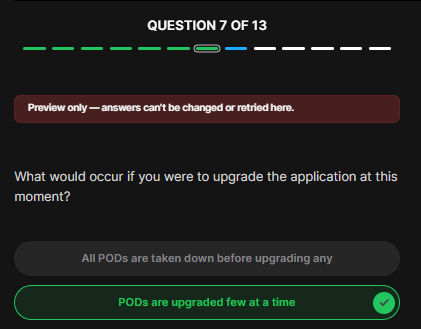 QUESTION 7 OF 13
Preview only — answers can't be changed or retried here.
What would occur if you were to upgrade the application at this
moment?
All PODs are taken down before upgrading any
PODs are upgraded few at a time